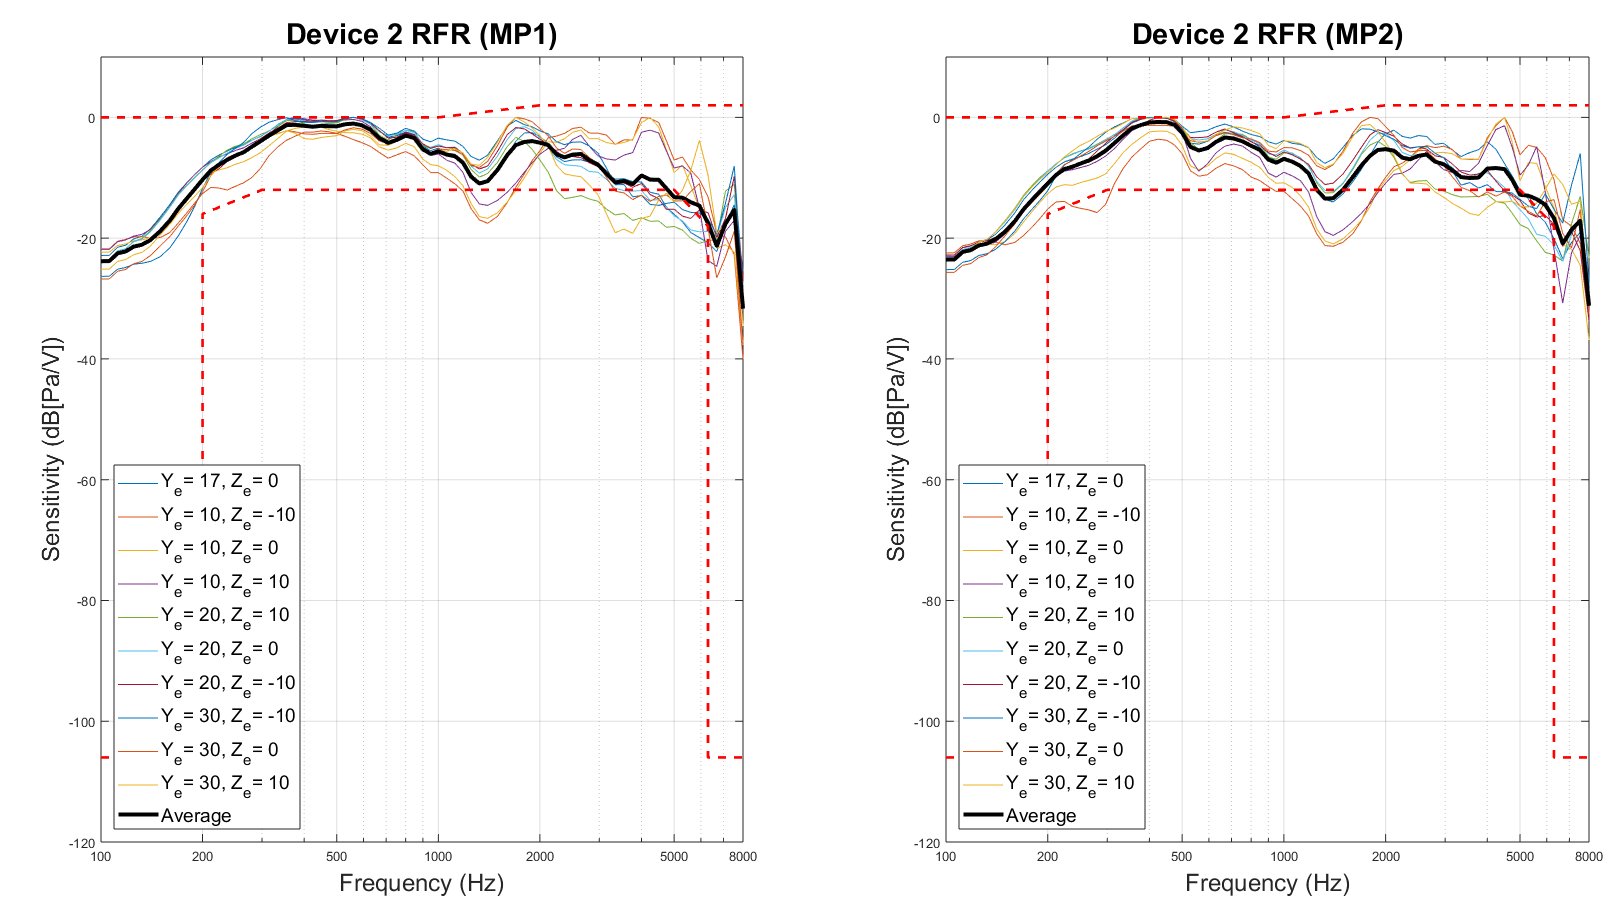 Device 2 RFR (MP1)
Sensitivity (dB[Pa/V])
0
-20
-40
-60
-80
-100
-120
Ye= 17, Ze= 0
Ye= 10, Ze= -10
Ye= 10, Ze= 0
Ye= 10, Ze= 10
Ye= 20, Ze= 10
Ye= 20, Ze= 0
Ye= 20, Ze= -10
Ye= 30, Ze= -10
Ye= 30, Ze= 0
Ye= 30, Ze= 10
Average
100 200 500 1000 2000 5000 8000
Frequency (Hz)
Device 2 RFR (MP2)
Sensitivity (dB[Pa/V])
0
-20
-40
-60
-80
-100
-120
Ye= 17, Ze= 0
Ye= 10, Ze= -10
Ye= 10, Ze= 0
Ye= 10, Ze= 10
Ye= 20, Ze= 10
Ye= 20, Ze= 0
Ye= 20, Ze= -10
Ye= 30, Ze= -10
Ye= 30, Ze= 0
Ye= 30, Ze= 10
Average
100 200 500 1000 2000 5000 8000
Frequency (Hz)